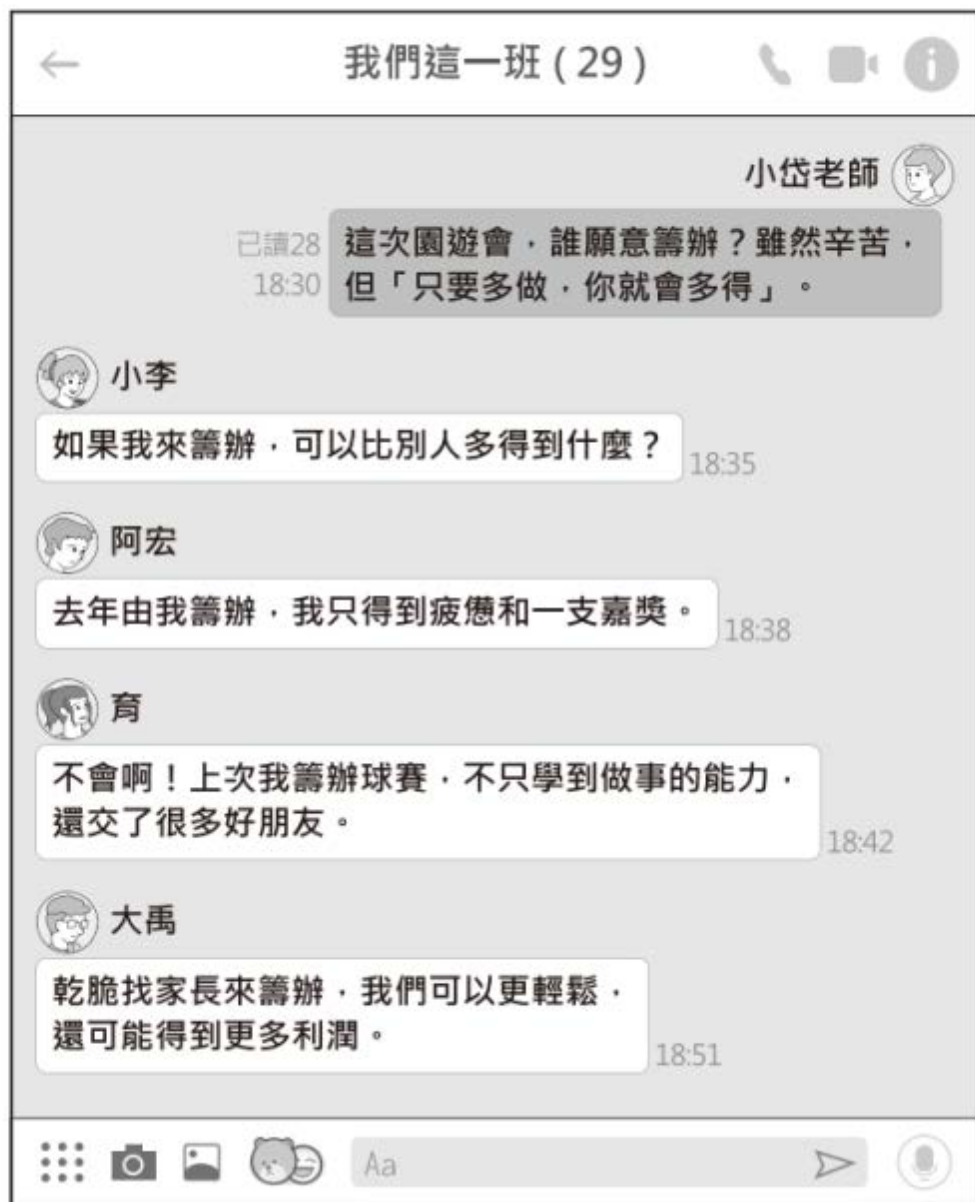 我們這一班 ( 29 )
小岱老師
已讀28
18:30
這次園遊會，誰願意籌辦？雖然辛苦，
但「只要多做，你就會多得」。
小李
如果我來籌辦，可以比別人多得到什麼？
18:35
阿宏
去年由我籌辦，我只得到疲憊和一支嘉獎。
18:38
育
不會啊！上次我籌辦球賽，不只學到做事的能力，
還交了很多好朋友。
18:42
大禹
乾脆找家長來籌辦，我們可以更輕鬆，
還可能得到更多利潤。
18:51
Aa